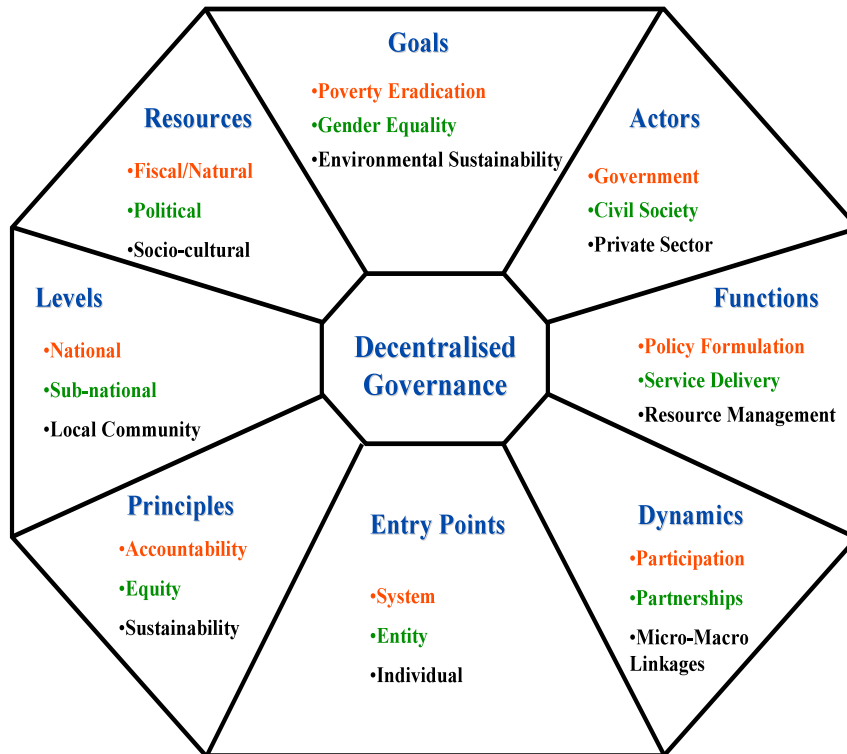 Goals
•Poverty Eradication
•Gender Equality
•Environmental Sustainability
Actors
•Government
•Civil Society
•Private Sector
Functions
•Policy Formulation
•Service Delivery
•Resource Management
Dynamics
•Participation
•Partnerships
•Micro-Macro
Linkages
Entry Points
•System
•Entity
•Individual
Principles
•Accountability
•Equity
•Sustainability
Levels
•National
•Sub-national
•Local Community
Resources
•Fiscal/Natural
•Political
•Socio-cultural
Decentralised
Governance